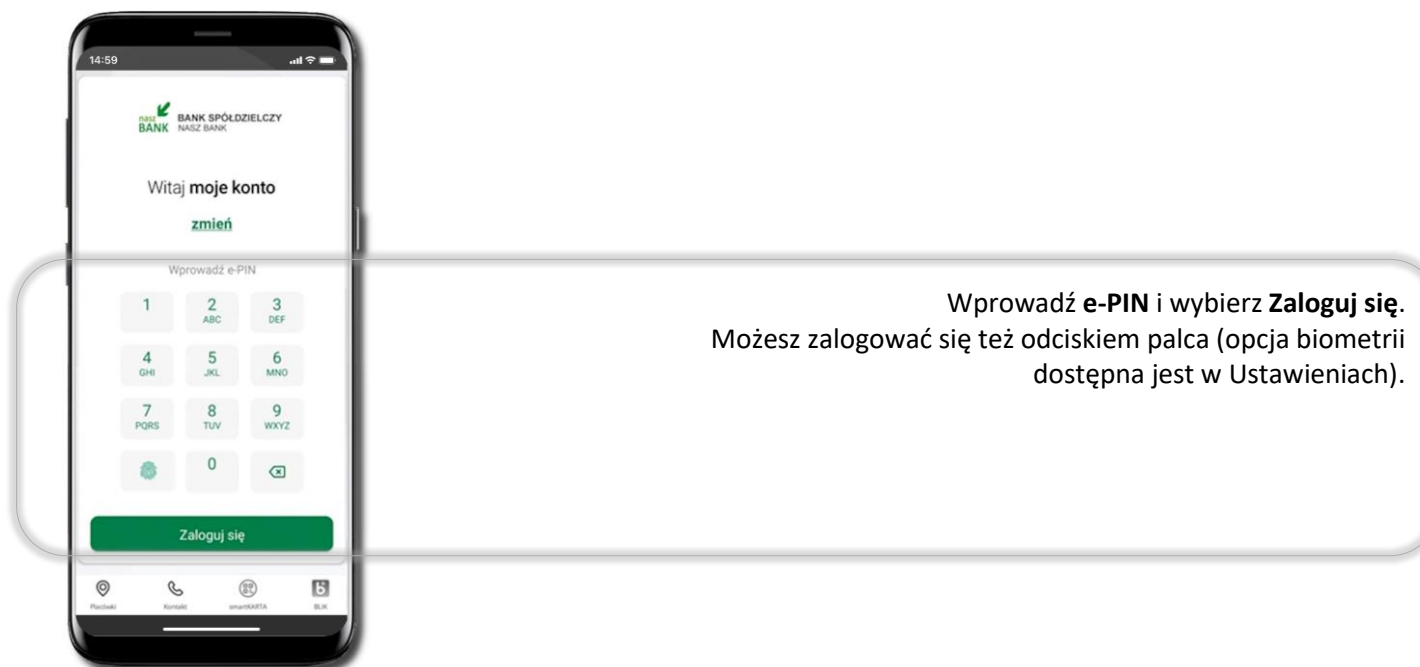 14:59
nasz
BANK
BANK SPÓŁDZIELCZY
NASZ BANK
Witaj moje konto
zmień
Wprowadź e-PIN
1 2 3
ABC DEF
4 5 6
GHI JKL MNO
7 8 9
PQRS TUV WXYZ
0
Zaloguj się
Placówki Kontakt smartKARTA BLIK
Wprowadź e-PIN i wybierz Zaloguj się.
Możesz zalogować się też odciskiem palca (opcja biometrii
dostępna jest w Ustawieniach).